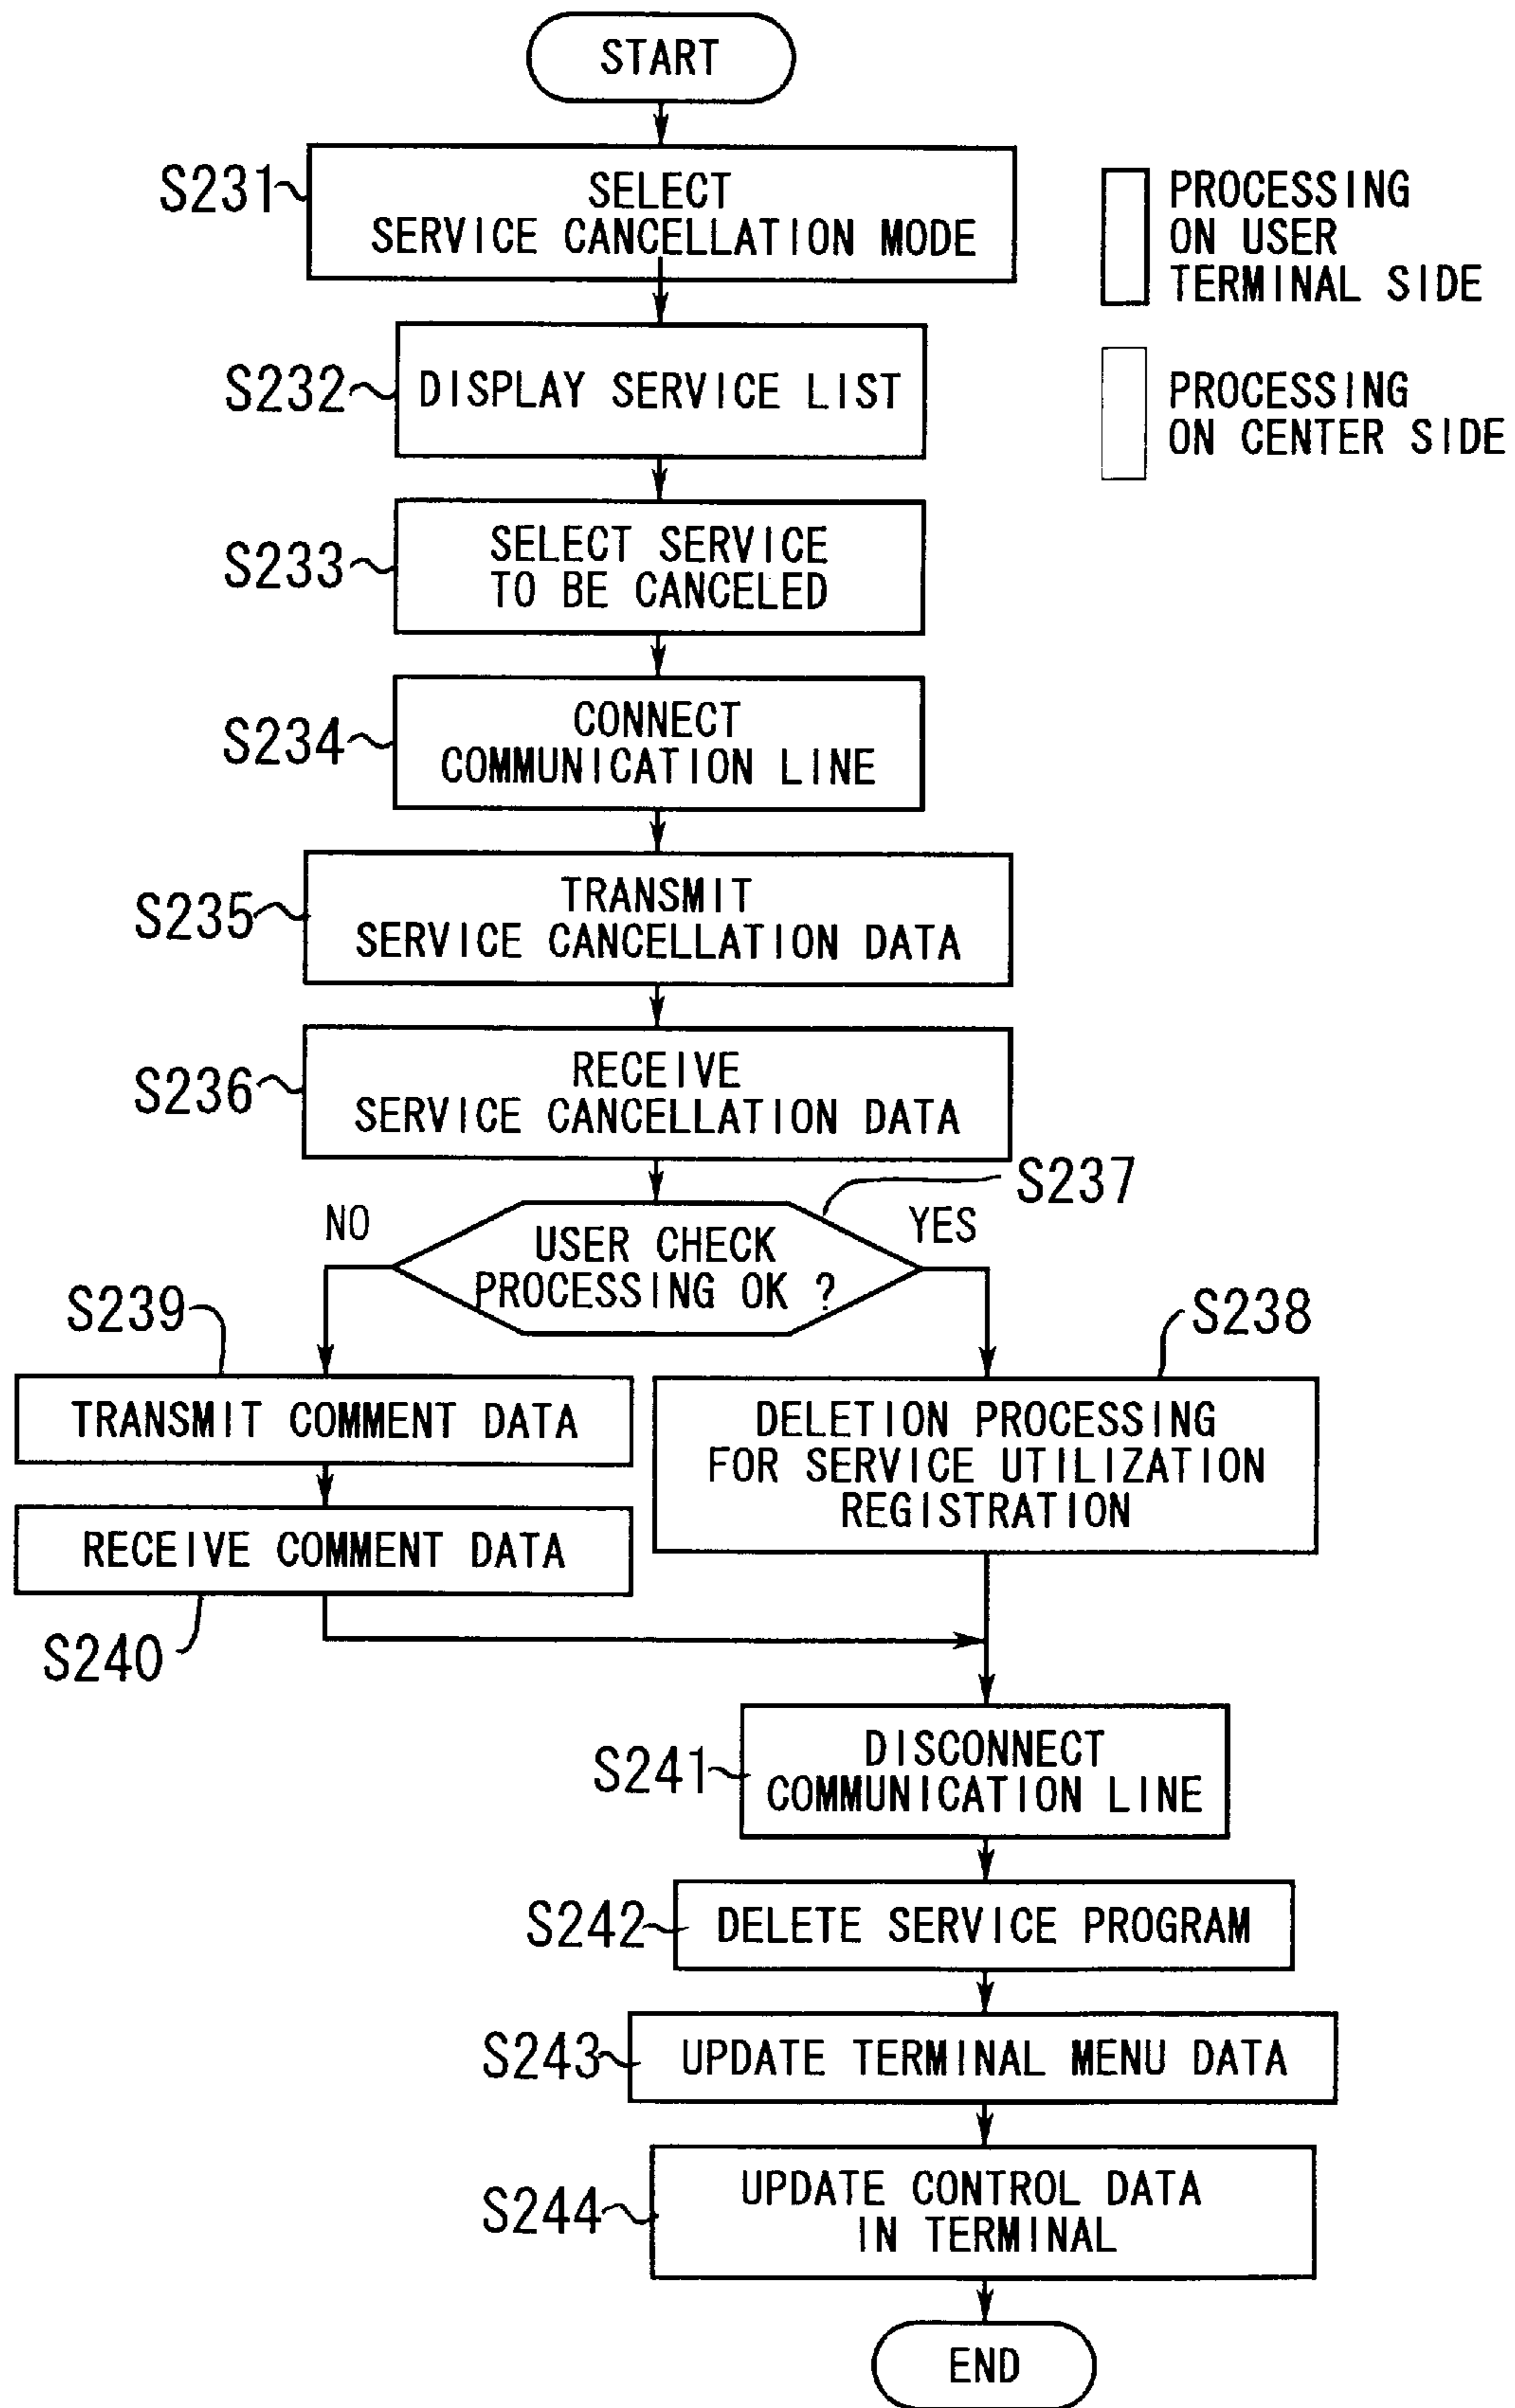 START
S231
SELECT
SERVICE CANCELLATION MODE
PROCESSING
ON USER
TERMINAL SIDE
S232
DISPLAY SERVICE LIST
PROCESSING
ON CENTER SIDE
S233
SELECT SERVICE
TO BE CANCELED
S234
CONNECT
COMMUNICATION LINE
S235
TRANSMIT
SERVICE CANCELLATION DATA
S236
RECEIVE
SERVICE CANCELLATION DATA
S237
NO
USER CHECK
PROCESSING OK ?
YES
S239
S238
TRANSMIT COMMENT DATA
DELETION PROCESSING
FOR SERVICE UTILIZATION
REGISTRATION
RECEIVE COMMENT DATA
S240
S241
DISCONNECT
COMMUNICATION LINE
S242
DELETE SERVICE PROGRAM
S243
UPDATE TERMINAL MENU DATA
S244
UPDATE CONTROL DATA
IN TERMINAL
END